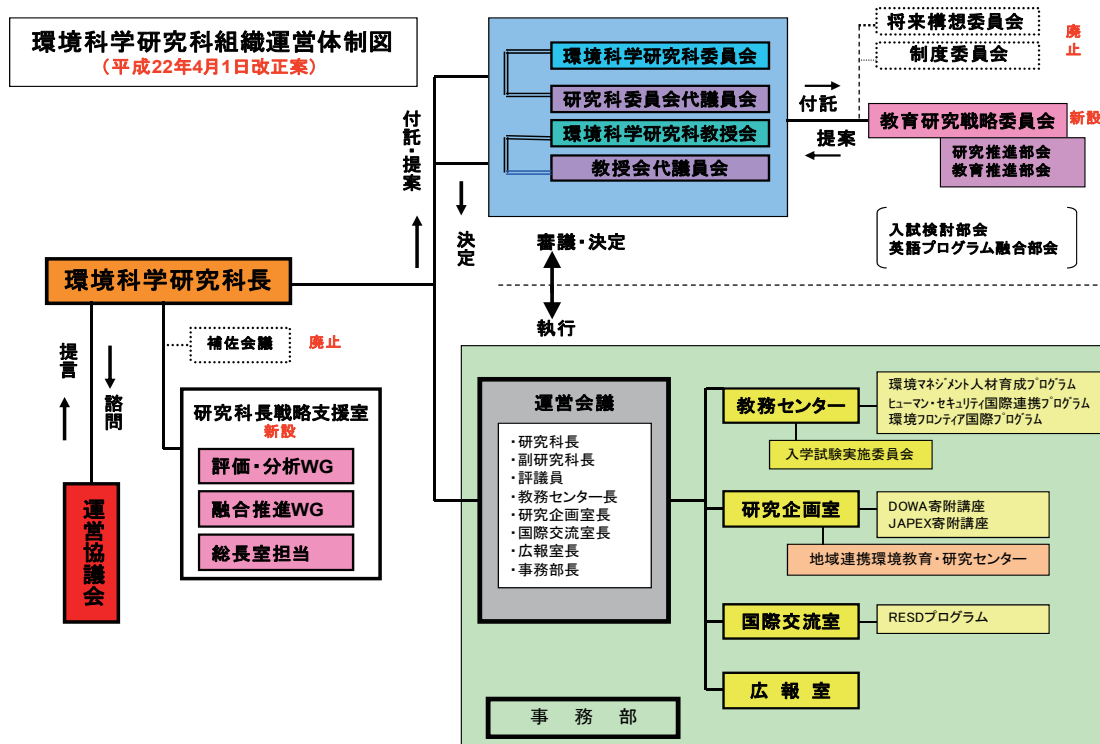 環境科学研究科組織運営体制図
（平成22年4月1日改正案）
環境科学研究科委員会
研究科委員会代議員会
環境科学研究科教授会
教授会代議員会
付託
提案
将来構想委員会
制度委員会
廃止
教育研究戦略委員会
新設
研究推進部会
教育推進部会
入試検討部会
英語プログラム融合部会
付託・提案
決定
審議・決定
執行
環境科学研究科長
補佐会議
廃止
提言
諮問
運営協議会
研究科長戦略支援室
新設
評価・分析WG
融合推進WG
総長室担当
運営会議
・研究科長
・副研究科長
・評議員
・教務センター長
・研究企画室長
・国際交流室長
・広報室長
・事務部長
教務センター
環境マネジメント人材育成プログラム
ヒューマン・セキュリティ国際連携プログラム
環境フロンティア国際プログラム
入学試験実施委員会
研究企画室
DOWA寄附講座
JAPEX寄附講座
地域連携環境教育・研究センター
国際交流室
RESDプログラム
広報室
事務部